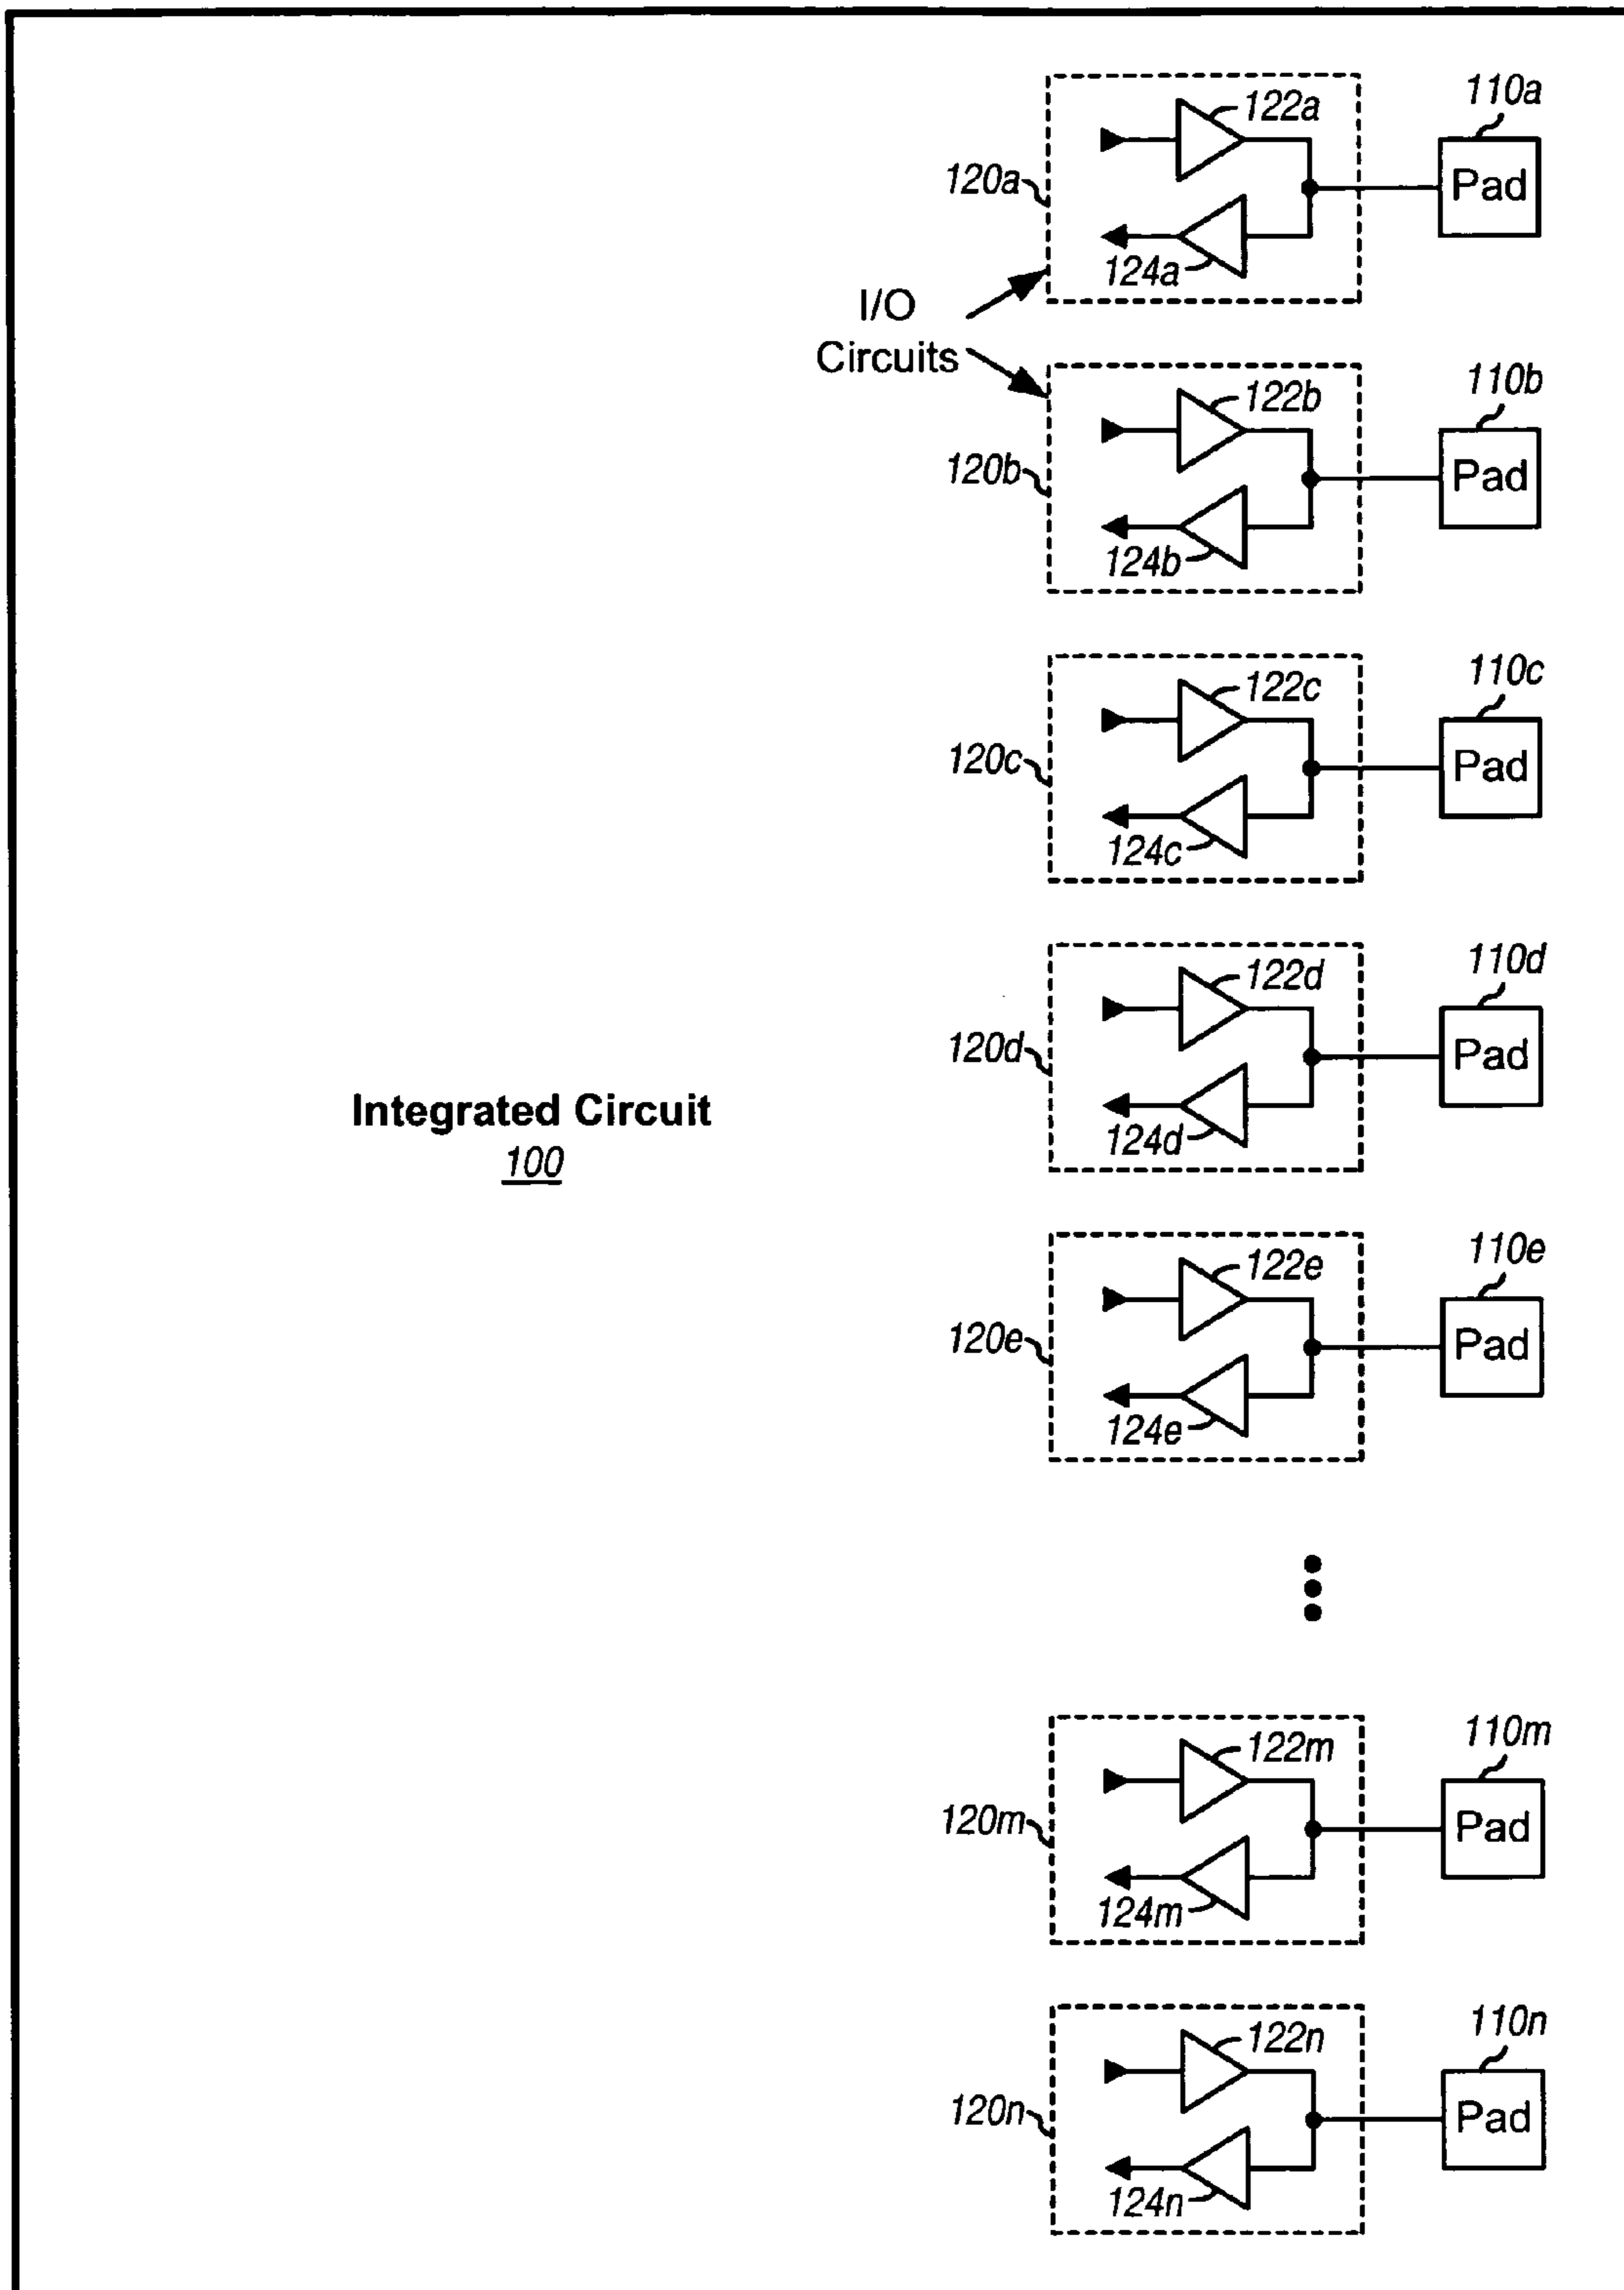 110a
122a
120a
Pad
124a
I/O
Circuits
110b
122b
120b
Pad
124b
110c
122c
120c
Pad
124c
110d
122d
120d
Pad
124d
Integrated Circuit
100
110e
122e
120e
Pad
124e
110m
122m
120m
Pad
124m
110n
122n
120n
Pad
124n